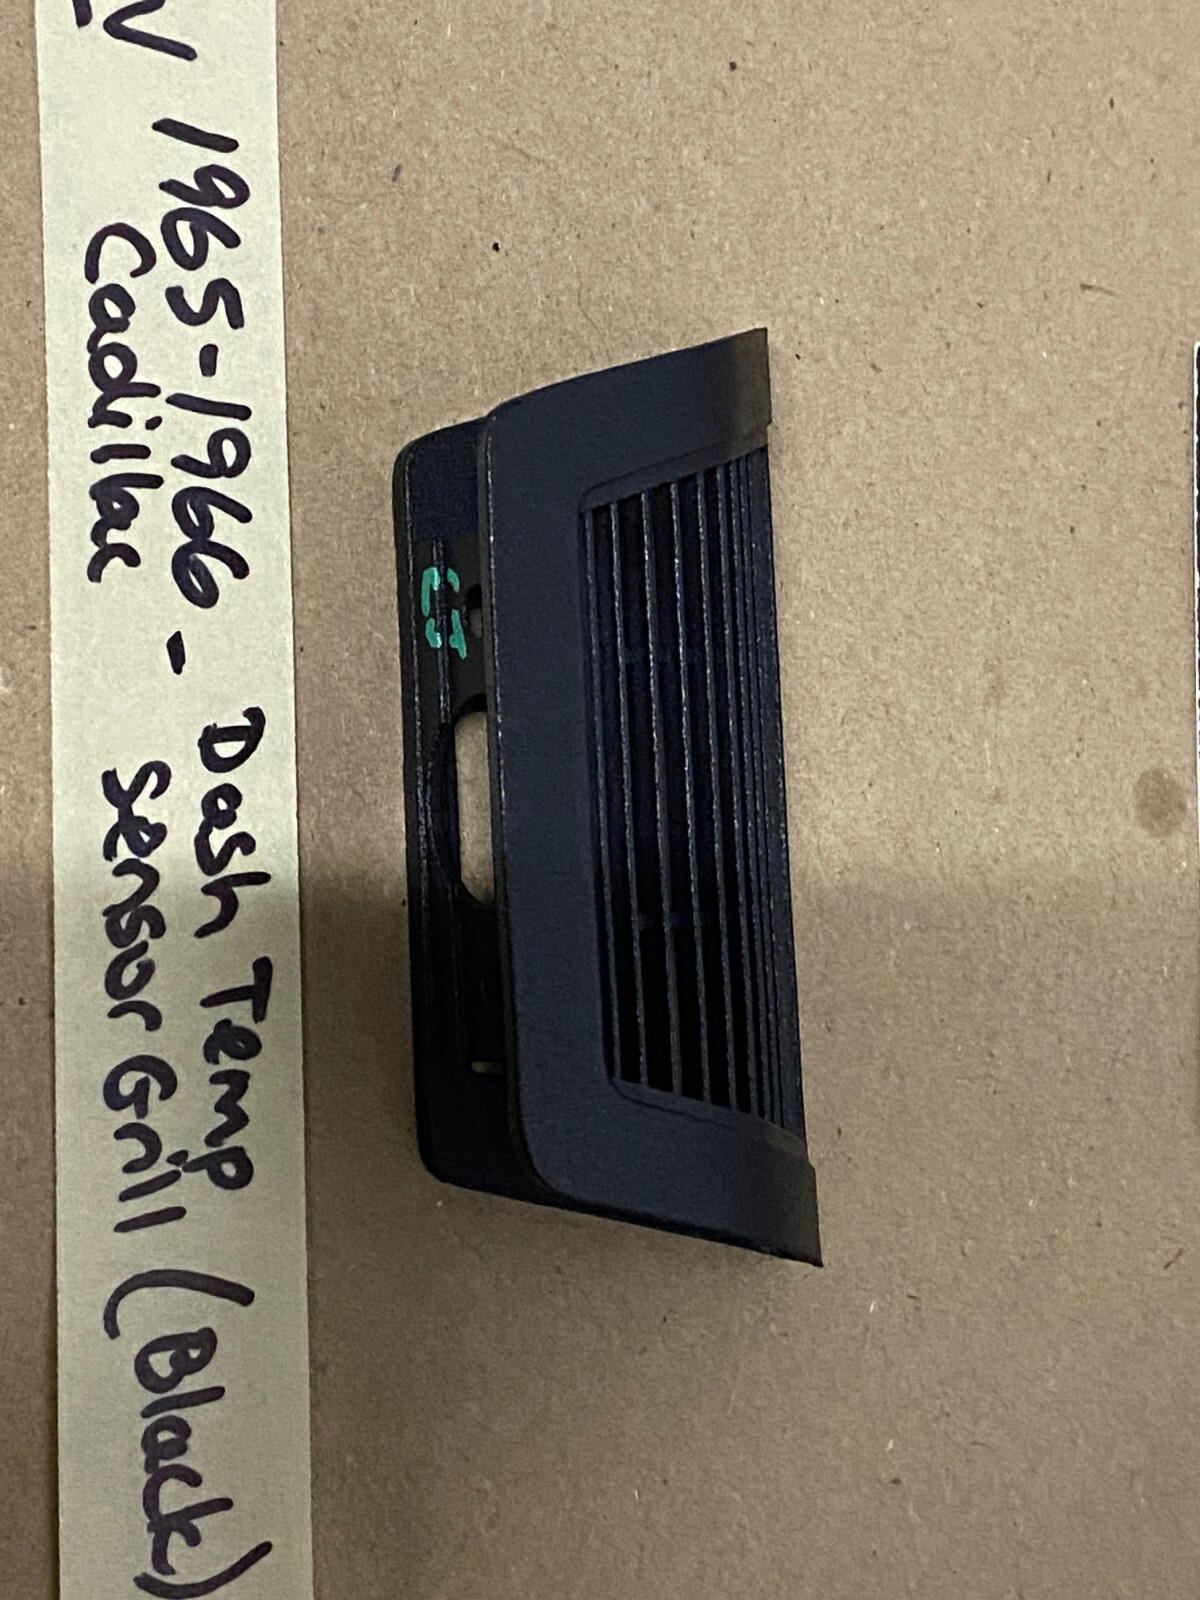 1965-1966 - Dash Temp
Cadillac Sensor Grill (Black)